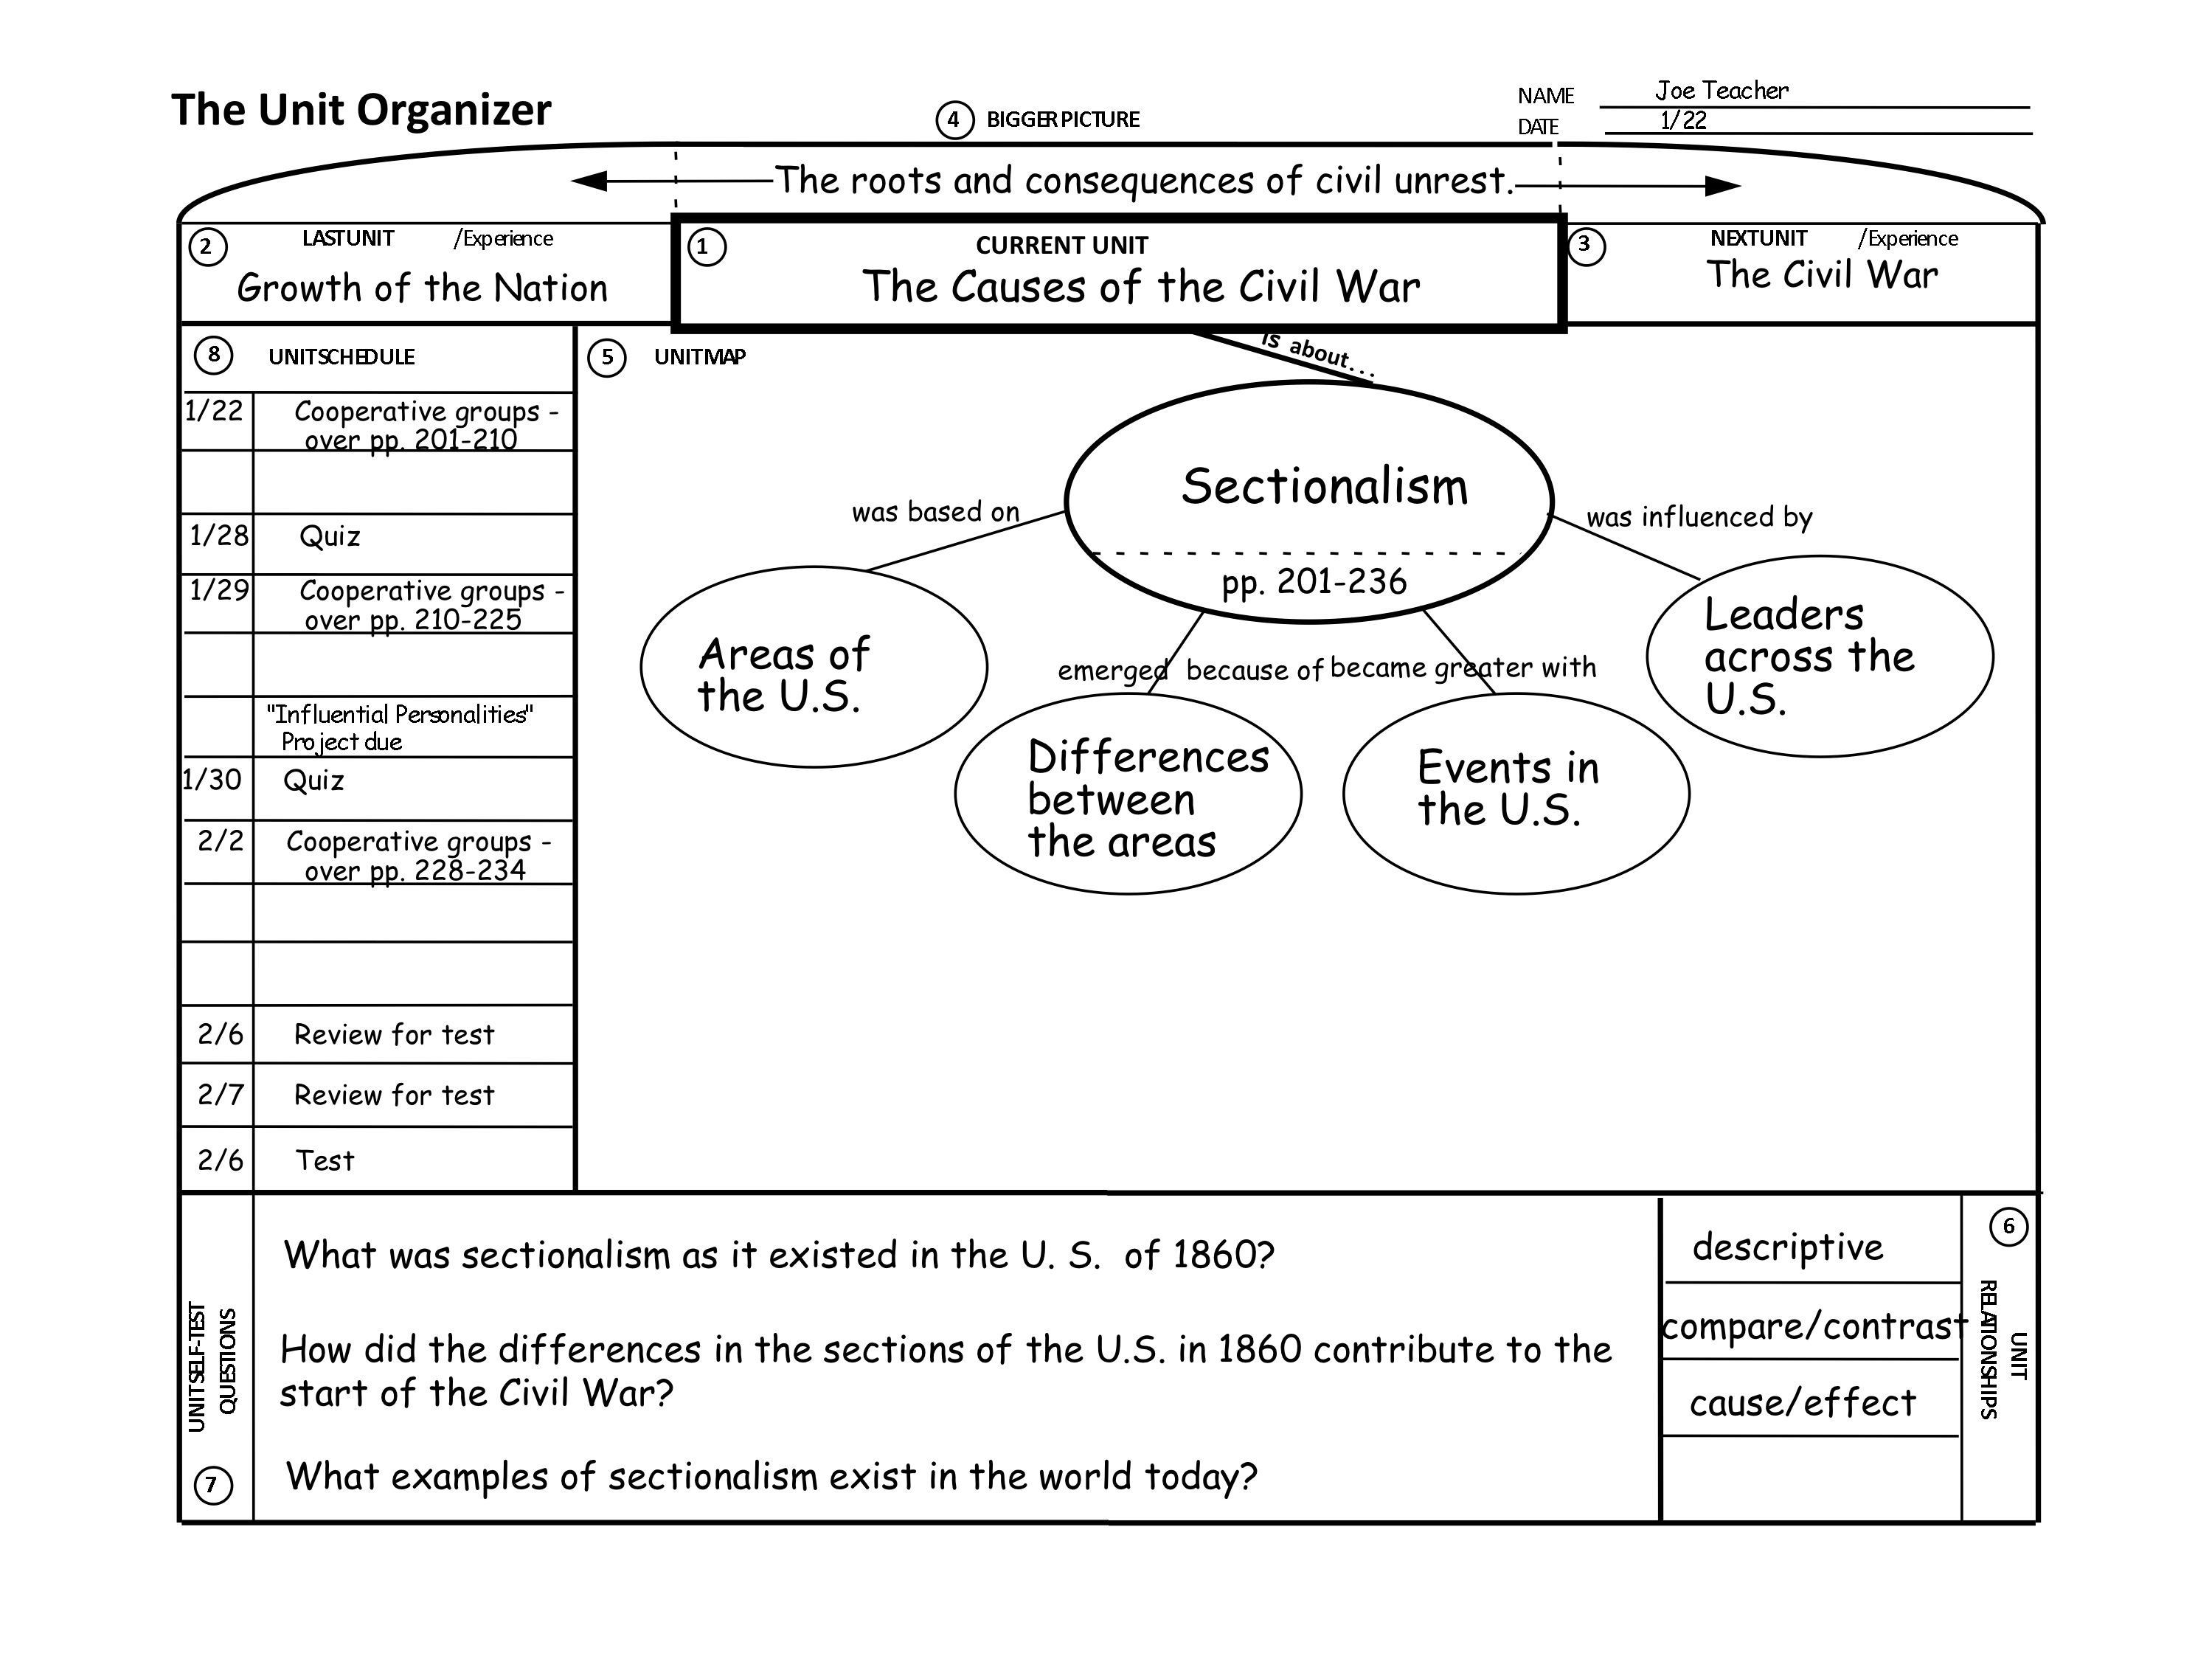 The Unit Organizer
4 BIGGER PICTURE
NAME Joe Teacher
DATE 1/22
The roots and consequences of civil unrest.
2 LAST UNIT /Experience
Growth of the Nation
1 CURRENT UNIT
The Causes of the Civil War
3 NEXT UNIT /Experience
The Civil War
8 UNIT SCHEDULE
1/22 Cooperative groups -
over pp. 201-210
1/28 Quiz
1/29 Cooperative groups -
over pp. 210-225
"Influential Personalities"
Project due
1/30 Quiz
2/2 Cooperative groups -
over pp. 228-234
2/6 Review for test
2/7 Review for test
2/6 Test
5 UNIT MAP
is about...
Sectionalism
pp. 201-236
was based on
Areas of
the U.S.
emerged because of
Differences
between
the areas
became greater with
Events in
the U.S.
was influenced by
Leaders
across the
U.S.
UNIT SELF-TEST
QUESTIONS
7
What was sectionalism as it existed in the U. S. of 1860?
How did the differences in the sections of the U.S. in 1860 contribute to the
start of the Civil War?
What examples of sectionalism exist in the world today?
descriptive
compare/contrast
cause/effect
6
UNIT
RELATIONSHIPS